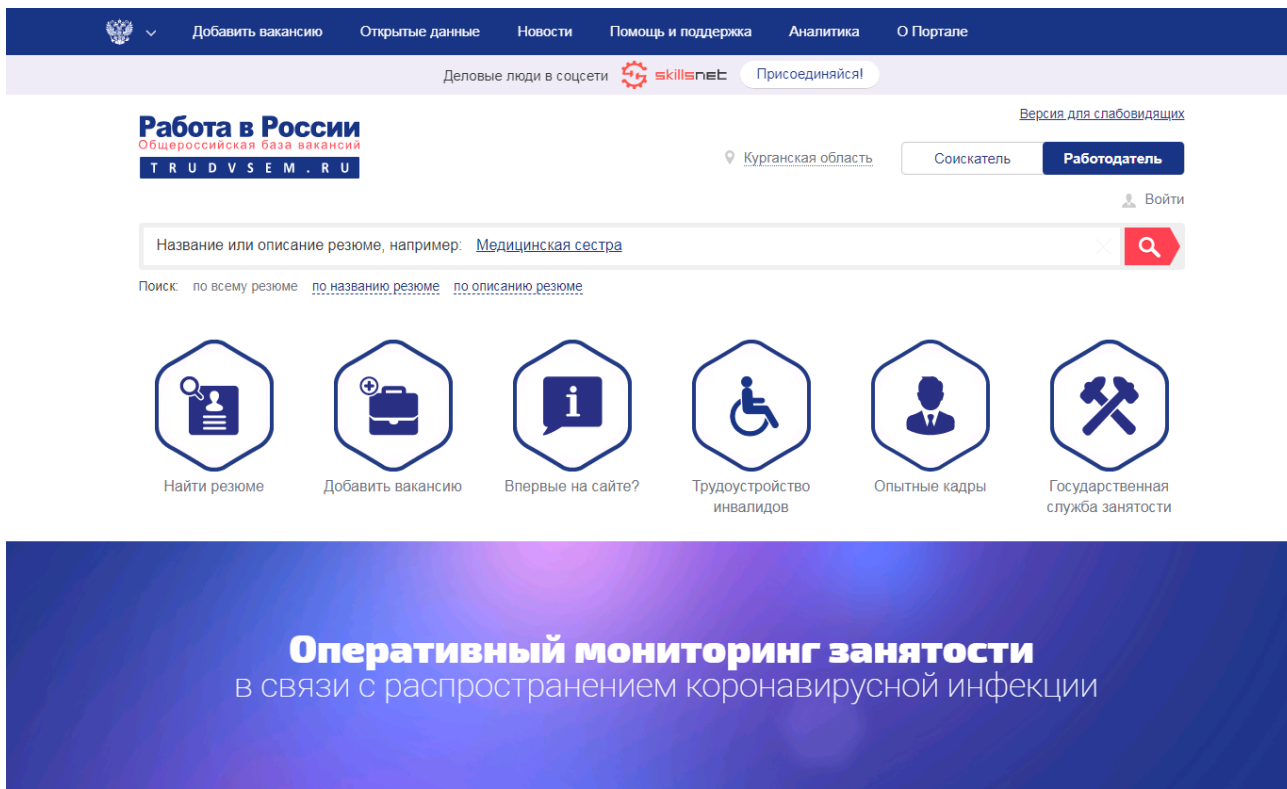 Добавить вакансию Открытые данные Новости Помощь и поддержка Аналитика О Портале
Деловые люди в соцсети skillsnet Присоединяйся!
Версия для слабовидящих
Работа в России
Общероссийская база вакансий
TRUDVSEM.RU
Курганская область Соискатель Работодатель
Войти
Название или описание резюме, например: Медицинская сестра
Поиск: по всему резюме по названию резюме по описанию резюме
Найти резюме Добавить вакансию Впервые на сайте? Трудоустройство инвалидов Опытные кадры Государственная служба занятости
Оперативный мониторинг занятости
в связи с распространением коронавирусной инфекции